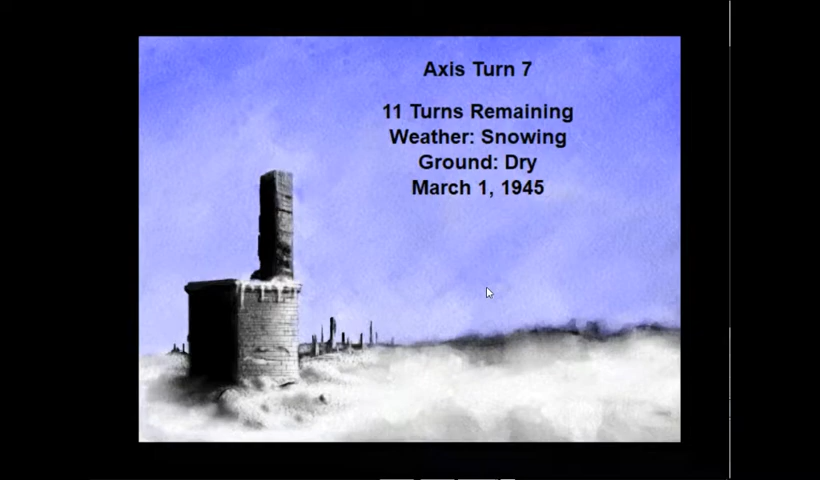 Axis Turn 7
11 Turns Remaining
Weather: Snowing
Ground: Dry
March 1, 1945